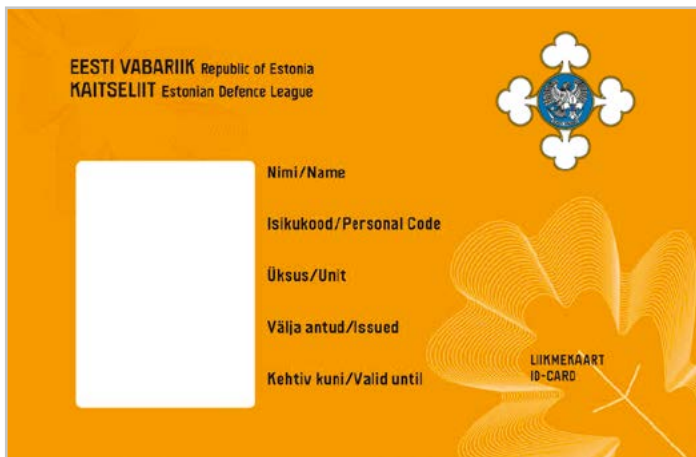 EESTI VABARIIK Republic of Estonia
KAITSELIIT Estonian Defence League
Nimi/Name
Isikukood/Personal Code
Üksus/Unit
Välja antud/Issued
Kehtiv kuni/Valid until
LIIKMEKAART
ID-CARD